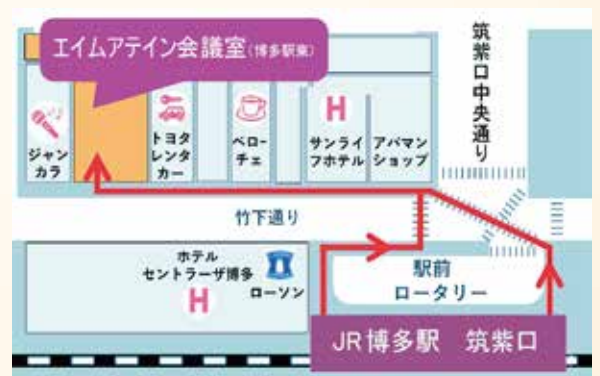 エイムアテイン会議室(博多駅東)
筑紫口中央通り
ジャン
カラ
トヨタ
レンタ
カー
ベロー
チェ
H
サンライ
フホテル
アパマン
ショップ
竹下通り
ホテル
セントラーザ博多
H
ローソン
駅前
ロータリー
JR博多駅 筑紫口